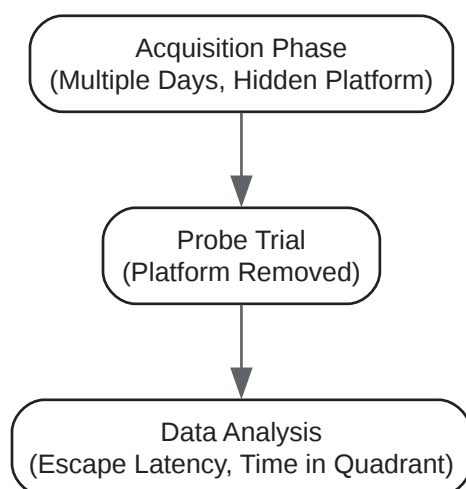 Acquisition Phase
(Multiple Days, Hidden Platform)
Probe Trial
(Platform Removed)
Data Analysis
(Escape Latency, Time in Quadrant)